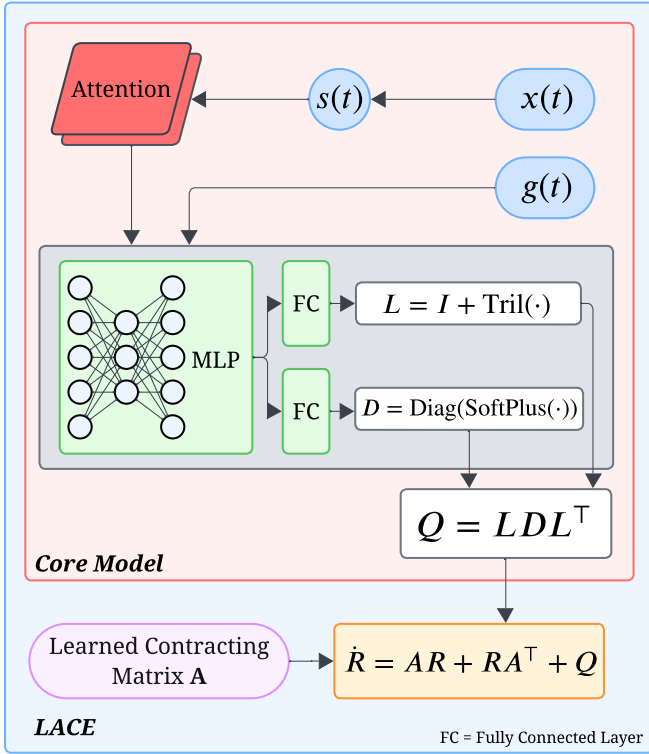 Attention
s(t)
x(t)
g(t)
MLP
FC
L = I + Tril(·)
FC
D = Diag(SoftPlus(·))
Q = LDL⊤
Core Model
Learned Contracting
Matrix A
Ṙ = AR + RA⊤ + Q
LACE
FC = Fully Connected Layer